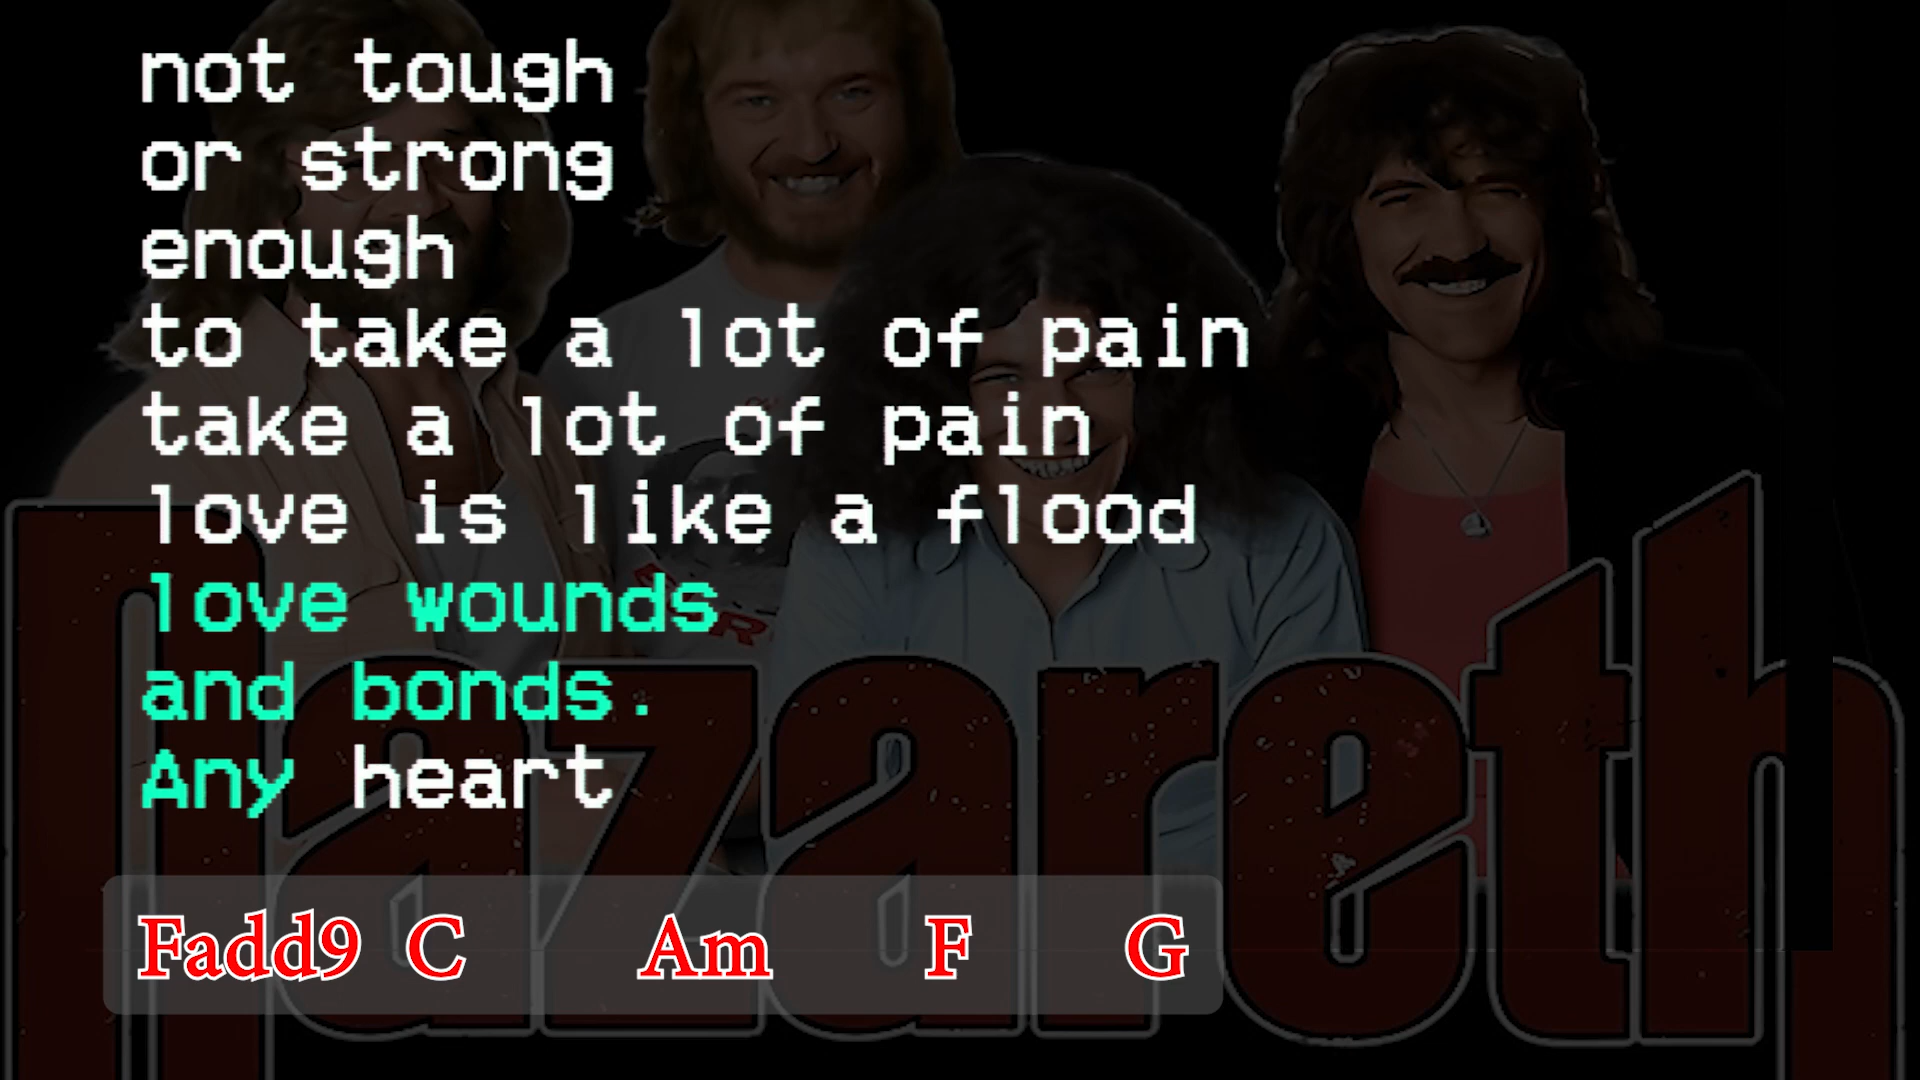 not tough
or strong
enough
to take a lot of pain
take a lot of pain
love is like a flood
love wounds
and bonds.
Any heart
nazareth
Fadd9 C Am F G